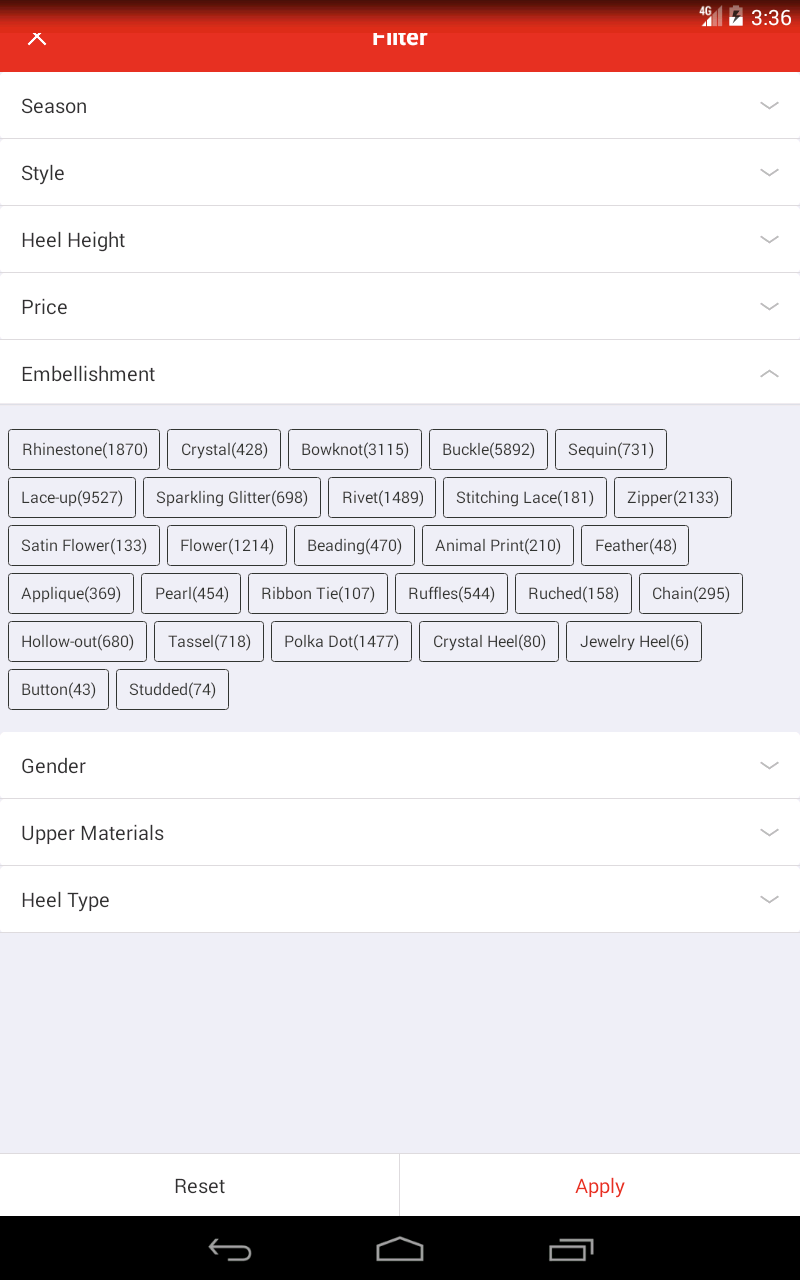 4G 3:36
Filter
Season
Style
Heel Height
Price
Embellishment
Rhinestone(1870) Crystal(428) Bowknot(3115) Buckle(5892) Sequin(731)
Lace-up(9527) Sparkling Glitter(698) Rivet(1489) Stitching Lace(181) Zipper(2133)
Satin Flower(133) Flower(1214) Beading(470) Animal Print(210) Feather(48)
Applique(369) Pearl(454) Ribbon Tie(107) Ruffles(544) Ruched(158) Chain(295)
Hollow-out(680) Tassel(718) Polka Dot(1477) Crystal Heel(80) Jewelry Heel(6)
Button(43) Studded(74)
Gender
Upper Materials
Heel Type
Reset Apply